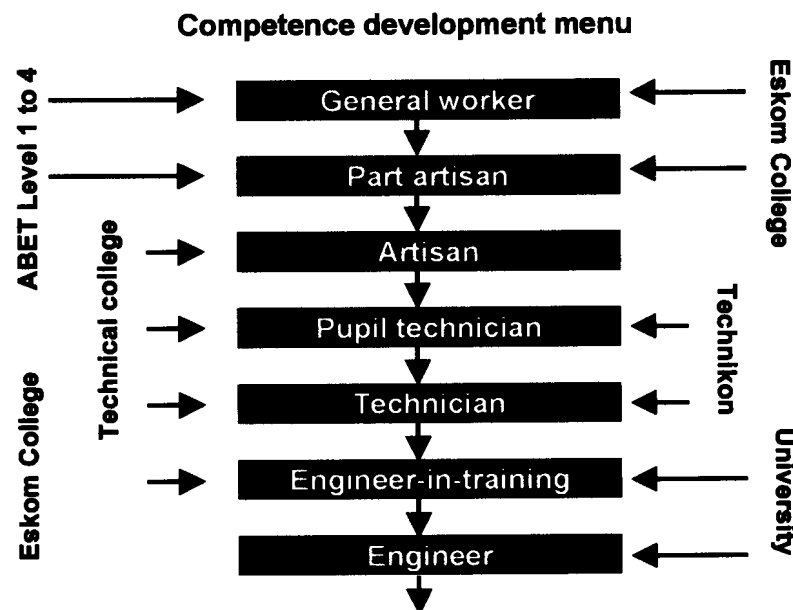 Competence development menu
ABET Level 1 to 4
Eskom College
Technical college
General worker
Part artisan
Artisan
Pupil technician
Technician
Engineer-in-training
Engineer
Eskom College
Technikon
University